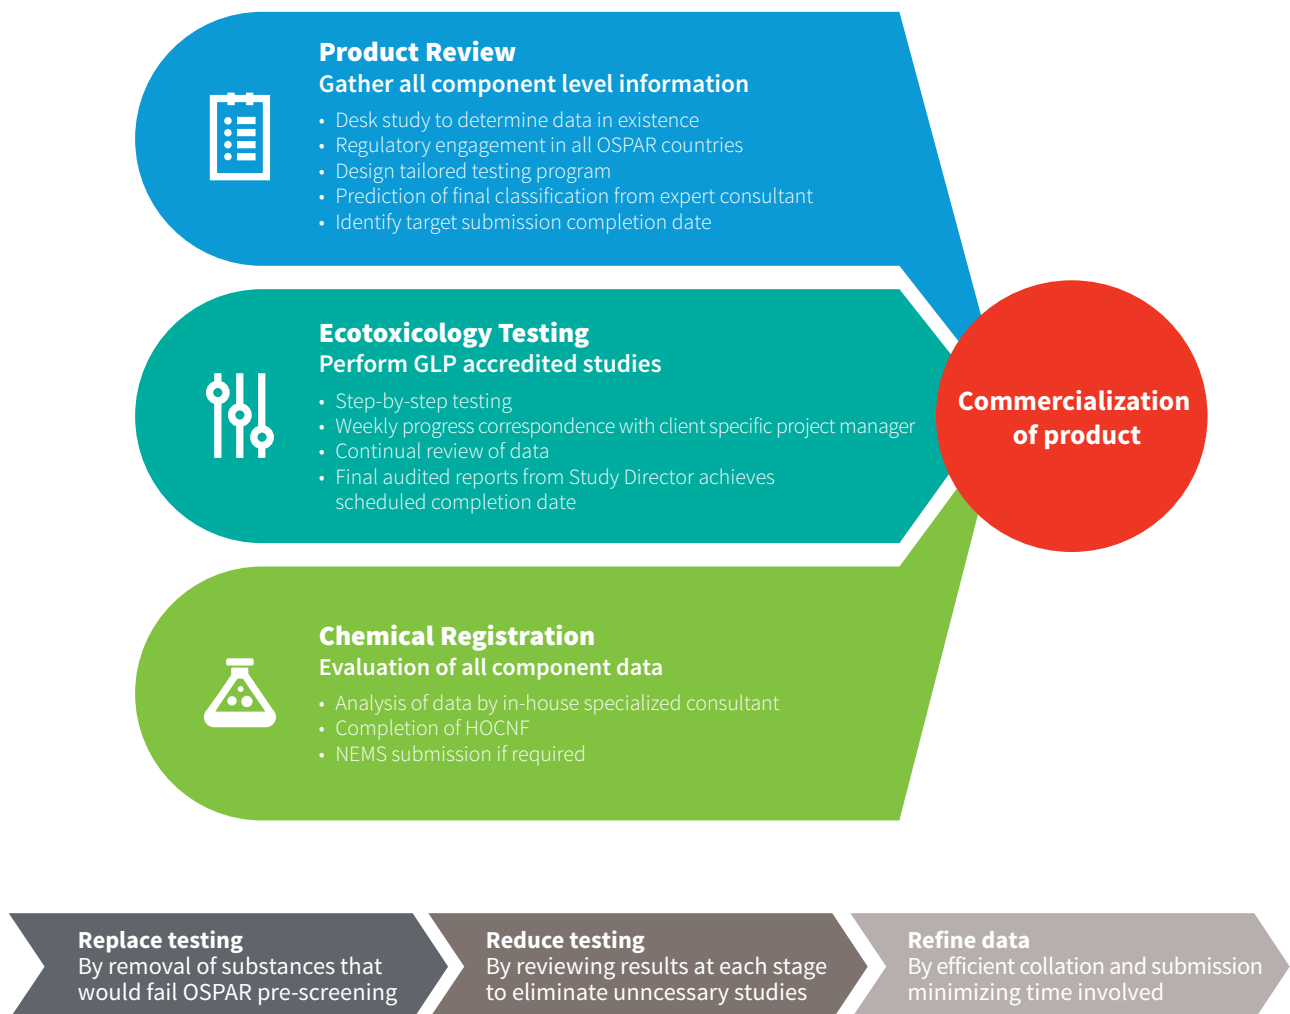 Product Review
Gather all component level information
• Desk study to determine data in existence
• Regulatory engagement in all OSPAR countries
• Design tailored testing program
• Prediction of final classification from expert consultant
• Identify target submission completion date
Ecotoxicology Testing
Perform GLP accredited studies
• Step-by-step testing
• Weekly progress correspondence with client specific project manager
• Continual review of data
• Final audited reports from Study Director achieves
scheduled completion date
Commercialization
of product
Chemical Registration
Evaluation of all component data
• Analysis of data by in-house specialized consultant
• Completion of HOCNF
• NEMS submission if required
Replace testing
By removal of substances that
would fail OSPAR pre-screening
Reduce testing
By reviewing results at each stage
to eliminate unncessary studies
Refine data
By efficient collation and submission
minimizing time involved